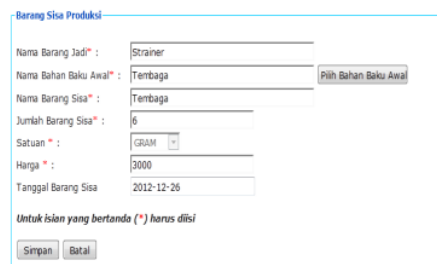 Barang Sisa Produksi
Nama Barang Jadi* : Strainer
Nama Bahan Baku Awal* : Tembaga Pilih Bahan Baku Awal
Nama Barang Sisa* : Tembaga
Jumlah Barang Sisa* : 6
Satuan * : GRAM
Harga * : 3000
Tanggal Barang Sisa 2012-12-26
Untuk isian yang bertanda (*) harus diisi
Simpan Batal